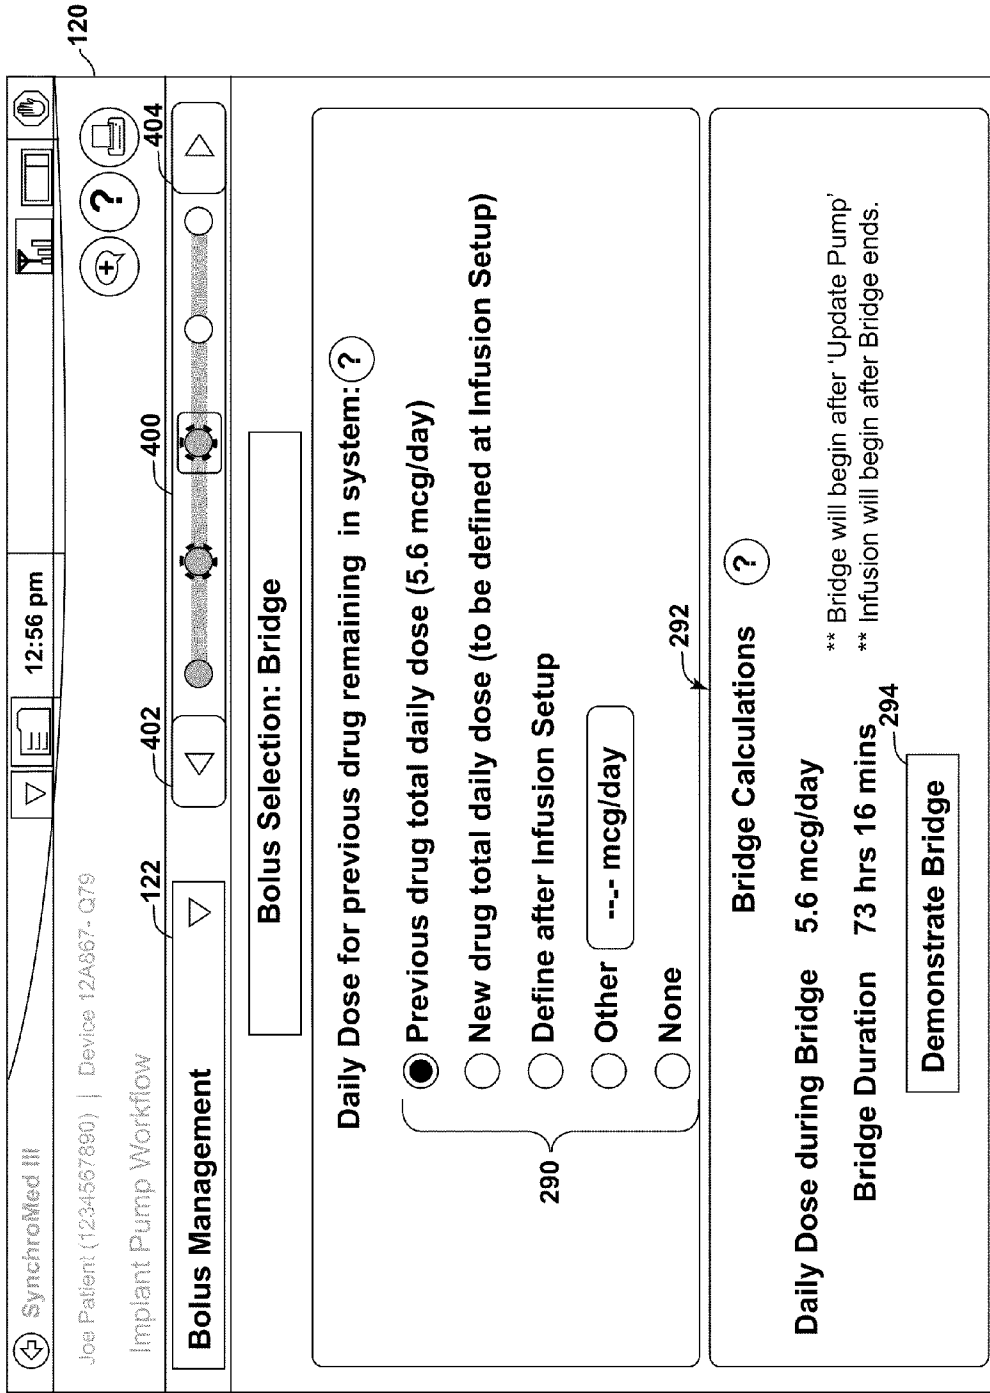 SynchroMed III
12:56 pm
120
Joe Patient (1234567890) | Device 12A867- Q79
Implant Pump Workflow
+
?
122
402
400
404
Bolus Management
Bolus Selection: Bridge
Daily Dose for previous drug remaining in system: ?
290
Previous drug total daily dose (5.6 mcg/day)
New drug total daily dose (to be defined at Infusion Setup)
Define after Infusion Setup
Other --.- mcg/day
None
292
Bridge Calculations ?
Daily Dose during Bridge 5.6 mcg/day
Bridge Duration 73 hrs 16 mins
** Bridge will begin after 'Update Pump'
** Infusion will begin after Bridge ends.
294
Demonstrate Bridge